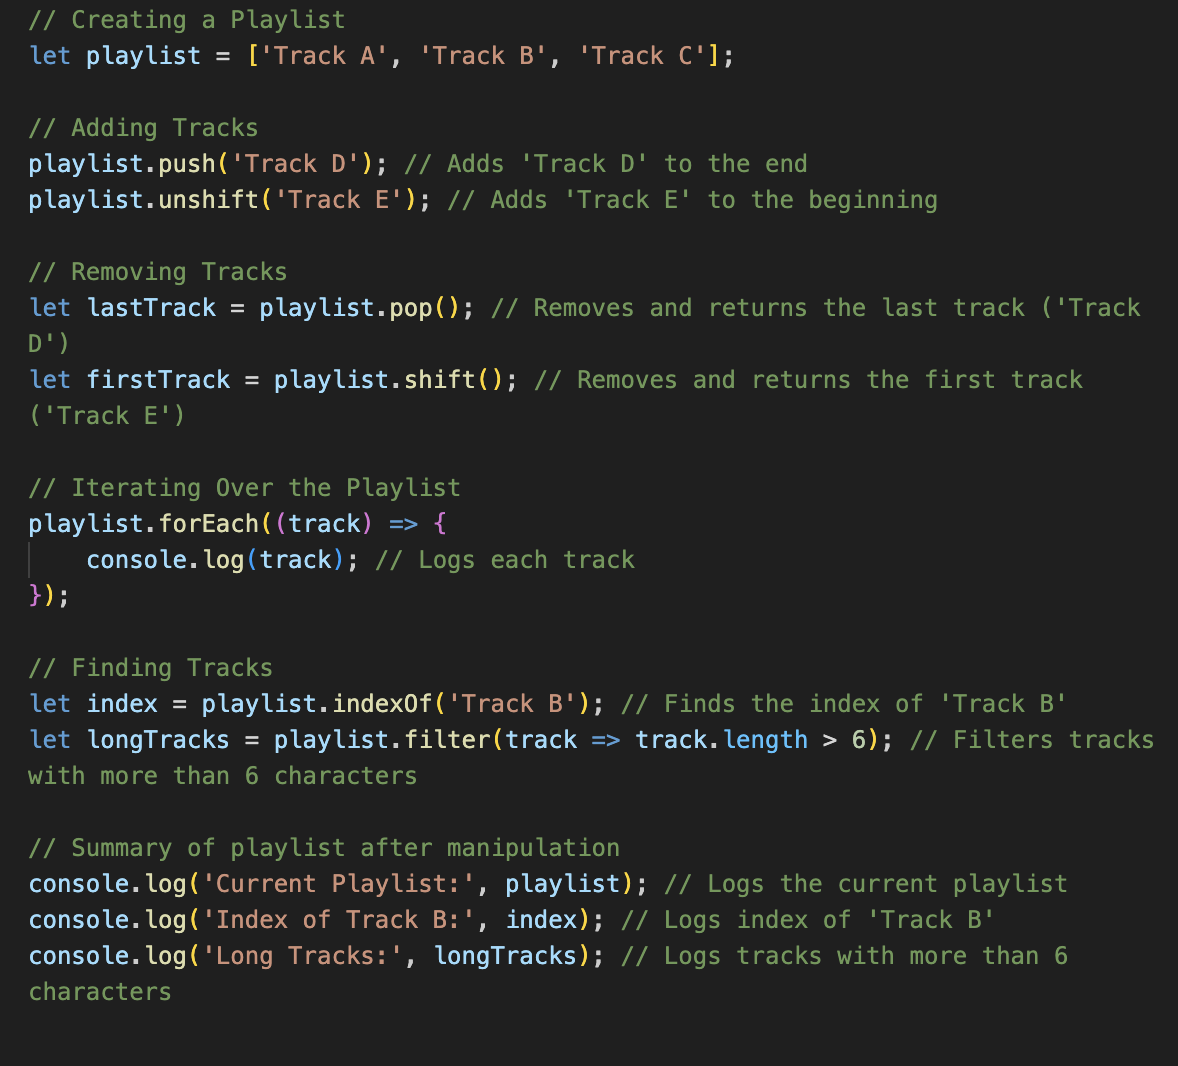 // Creating a Playlist
let playlist = ['Track A', 'Track B', 'Track C'];
// Adding Tracks
playlist.push('Track D'); // Adds 'Track D' to the end
playlist.unshift('Track E'); // Adds 'Track E' to the beginning
// Removing Tracks
let lastTrack = playlist.pop(); // Removes and returns the last track ('Track
D')
let firstTrack = playlist.shift(); // Removes and returns the first track
('Track E')
// Iterating Over the Playlist
playlist.forEach((track) => {
    console.log(track); // Logs each track
});
// Finding Tracks
let index = playlist.indexOf('Track B'); // Finds the index of 'Track B'
let longTracks = playlist.filter(track => track.length > 6); // Filters tracks
with more than 6 characters
// Summary of playlist after manipulation
console.log('Current Playlist:', playlist); // Logs the current playlist
console.log('Index of Track B:', index); // Logs index of 'Track B'
console.log('Long Tracks:', longTracks); // Logs tracks with more than 6
characters